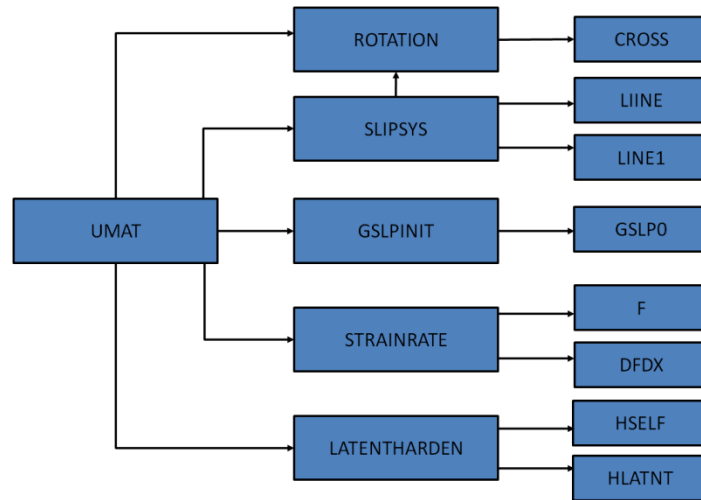 ROTATION
CROSS
SLIPSYS
LIINE
LINE1
UMAT
GSLPINIT
GSLP0
STRAINRATE
F
DFDX
LATENTHARDEN
HSELF
HLATNT